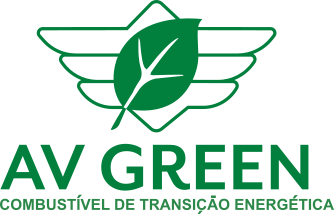 AV GREEN
COMBUSTÍVEL DE TRANSIÇÃO ENERGÉTICA